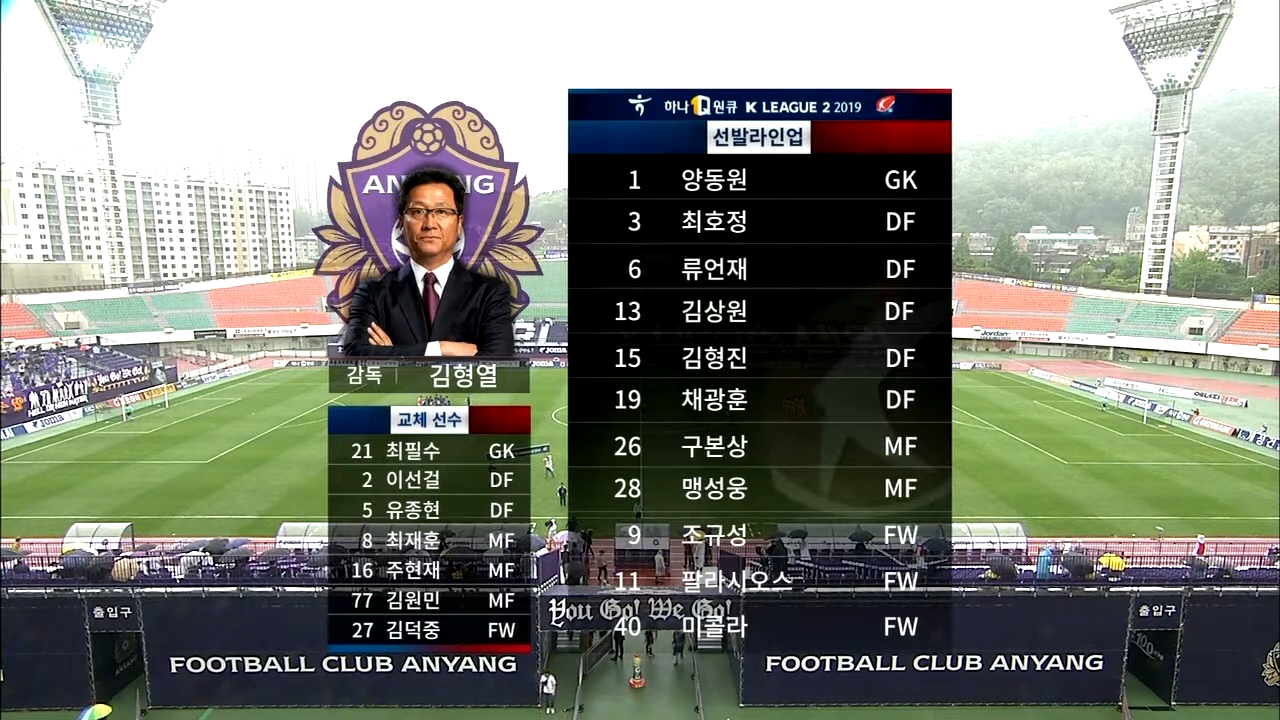 ANYANG
감독 김형열
교체 선수
21 최필수 GK
2 이선걸 DF
5 유종현 DF
8 최재훈 MF
16 주현재 MF
77 김원민 MF
27 김덕중 FW
하나 1Q 원큐 K LEAGUE 2 2019
선발라인업
1 양동원 GK
3 최호정 DF
6 류언재 DF
13 김상원 DF
15 김형진 DF
19 채광훈 DF
26 구본상 MF
28 맹성웅 MF
9 조규성 FW
11 팔라시오스 FW
40 미콜라 FW
출입구
You Go! We Go!
출입구
FOOTBALL CLUB ANYANG
FOOTBALL CLUB ANYANG